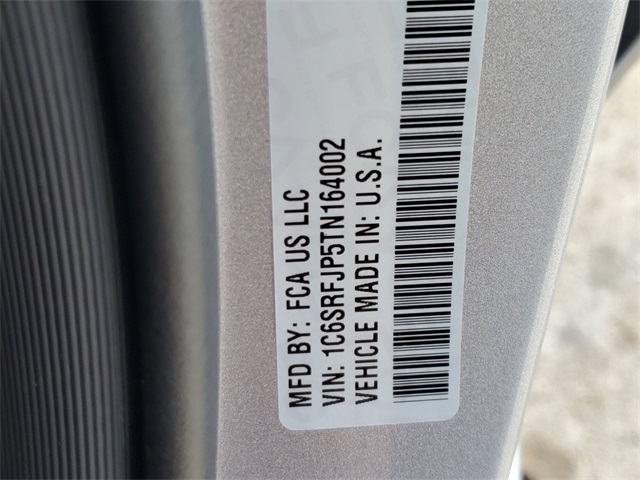 MFD BY: FCA US LLC
VIN: 1C6SRFJP5TN164002
VEHICLE MADE IN: U.S.A.